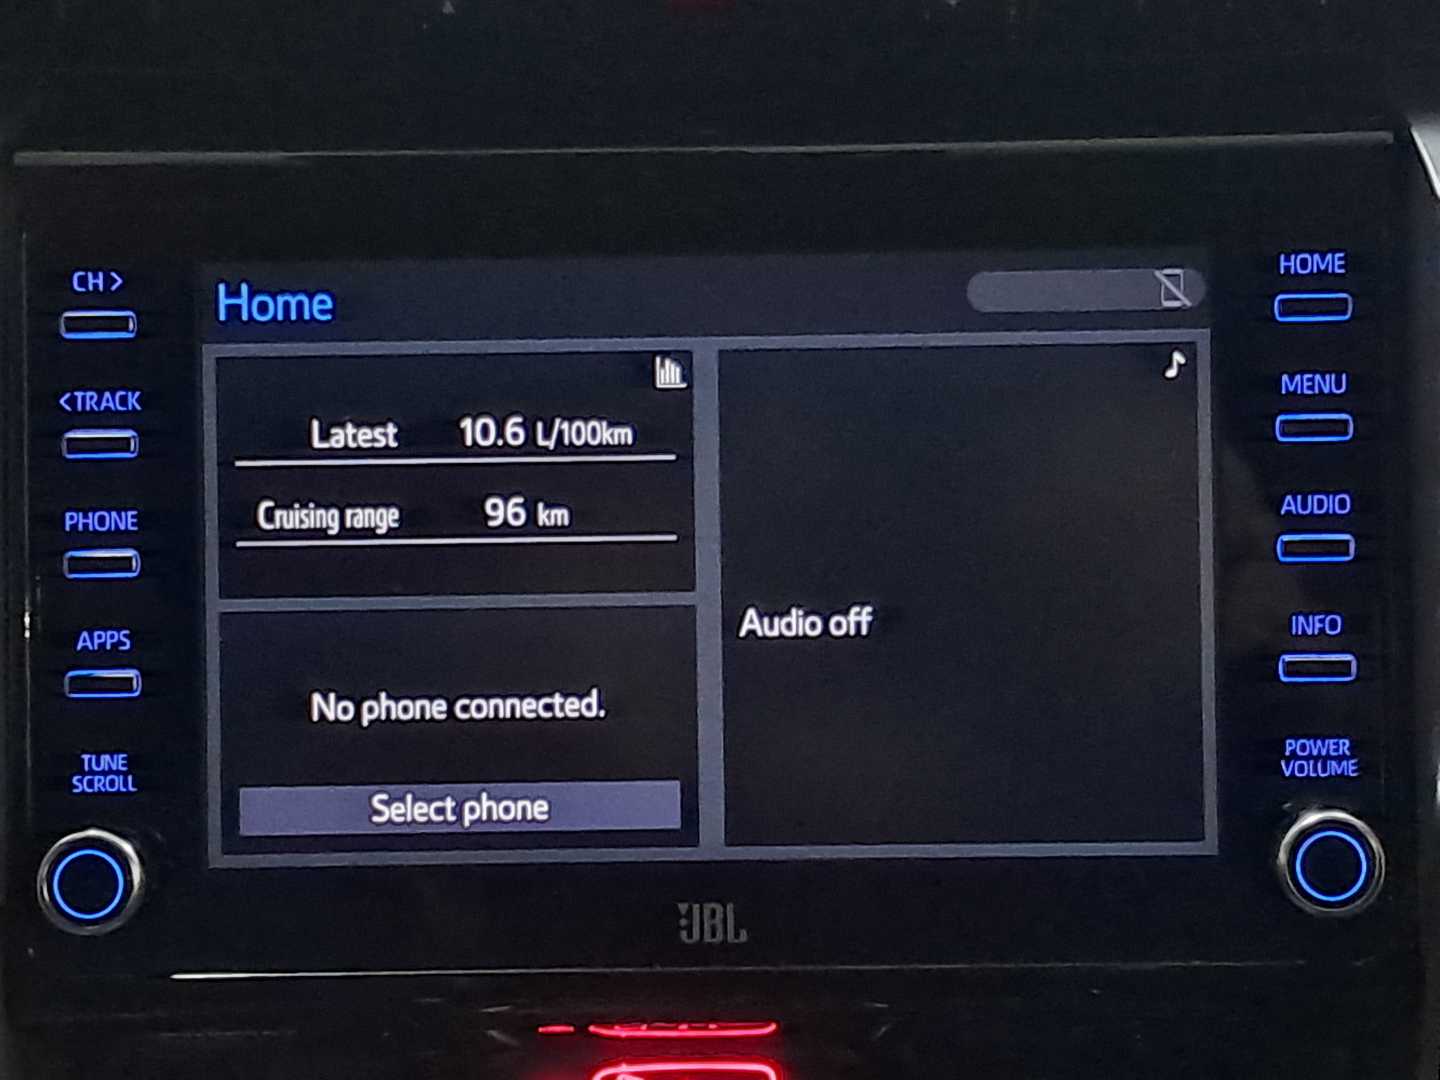 CH >
<TRACK
PHONE
APPS
TUNE
SCROLL
Home
Latest 10.6 L/100km
Cruising range 96 km
No phone connected.
Select phone
Audio off
HOME
MENU
AUDIO
INFO
POWER
VOLUME
JBL